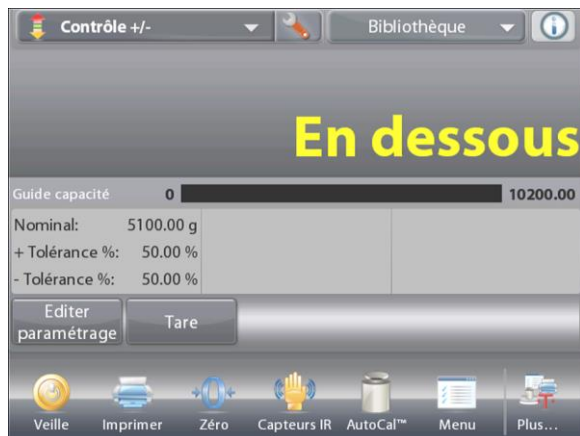 Contrôle +/- Bibliothèque
En dessous
Guide capacité 0 10200.00
Nominal: 5100.00 g
+ Tolérance %: 50.00 %
- Tolérance %: 50.00 %
Editer
paramétrage
Tare
Veille Imprimer Zéro Capteurs IR AutoCal™ Menu Plus...